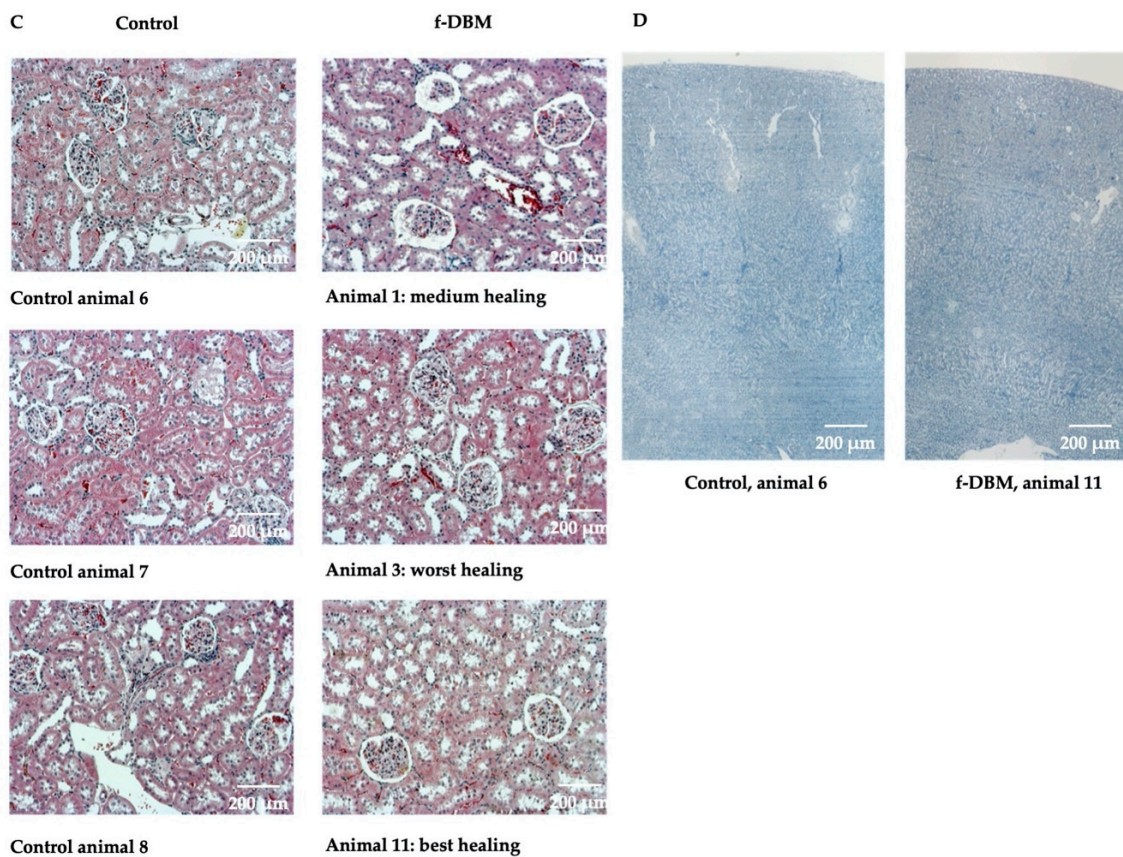 C Control f-DBM D
200 μm 200 μm
Control animal 6 Animal 1: medium healing
200 μm 200 μm
Control, animal 6 f-DBM, animal 11
200 μm 200 μm
Control animal 7 Animal 3: worst healing
200 μm 200 μm
Control animal 8 Animal 11: best healing